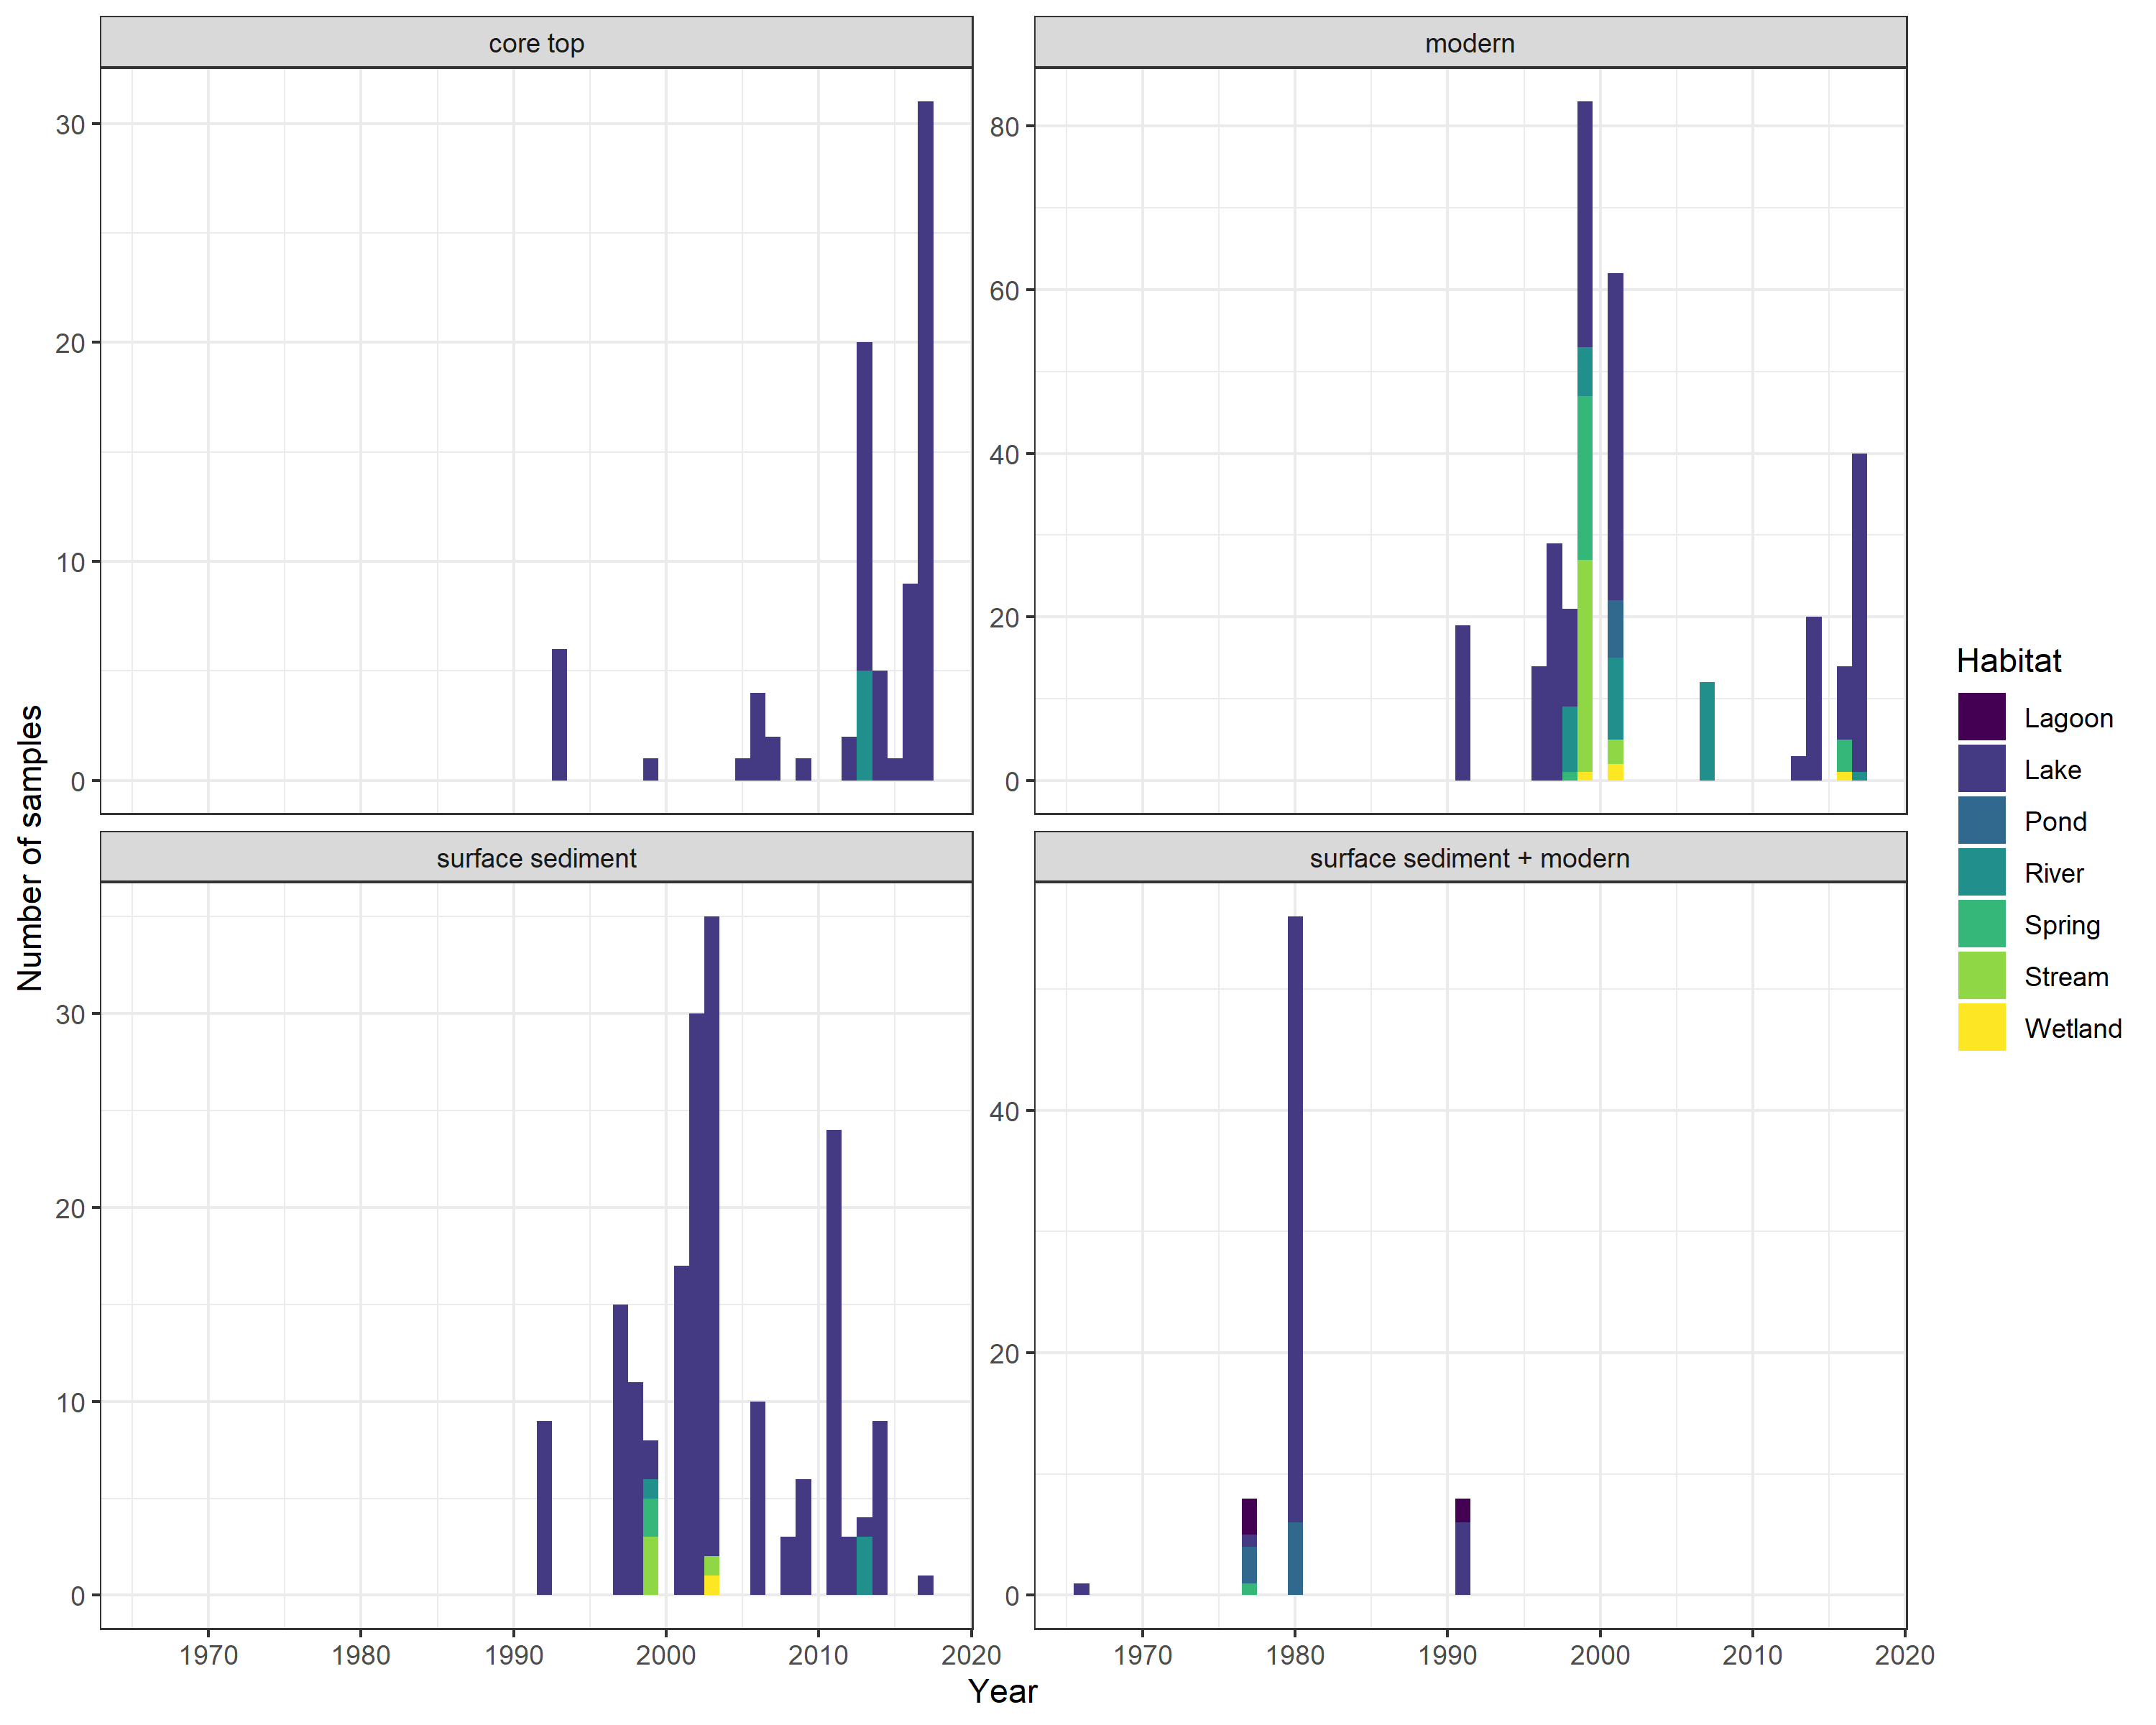 core top
modern
30
20
10
0
80
60
40
20
0
surface sediment
surface sediment + modern
30
20
10
0
40
20
0
1970 1980 1990 2000 2010 2020
1970 1980 1990 2000 2010 2020
Year
Number of samples
Habitat
Lagoon
Lake
Pond
River
Spring
Stream
Wetland